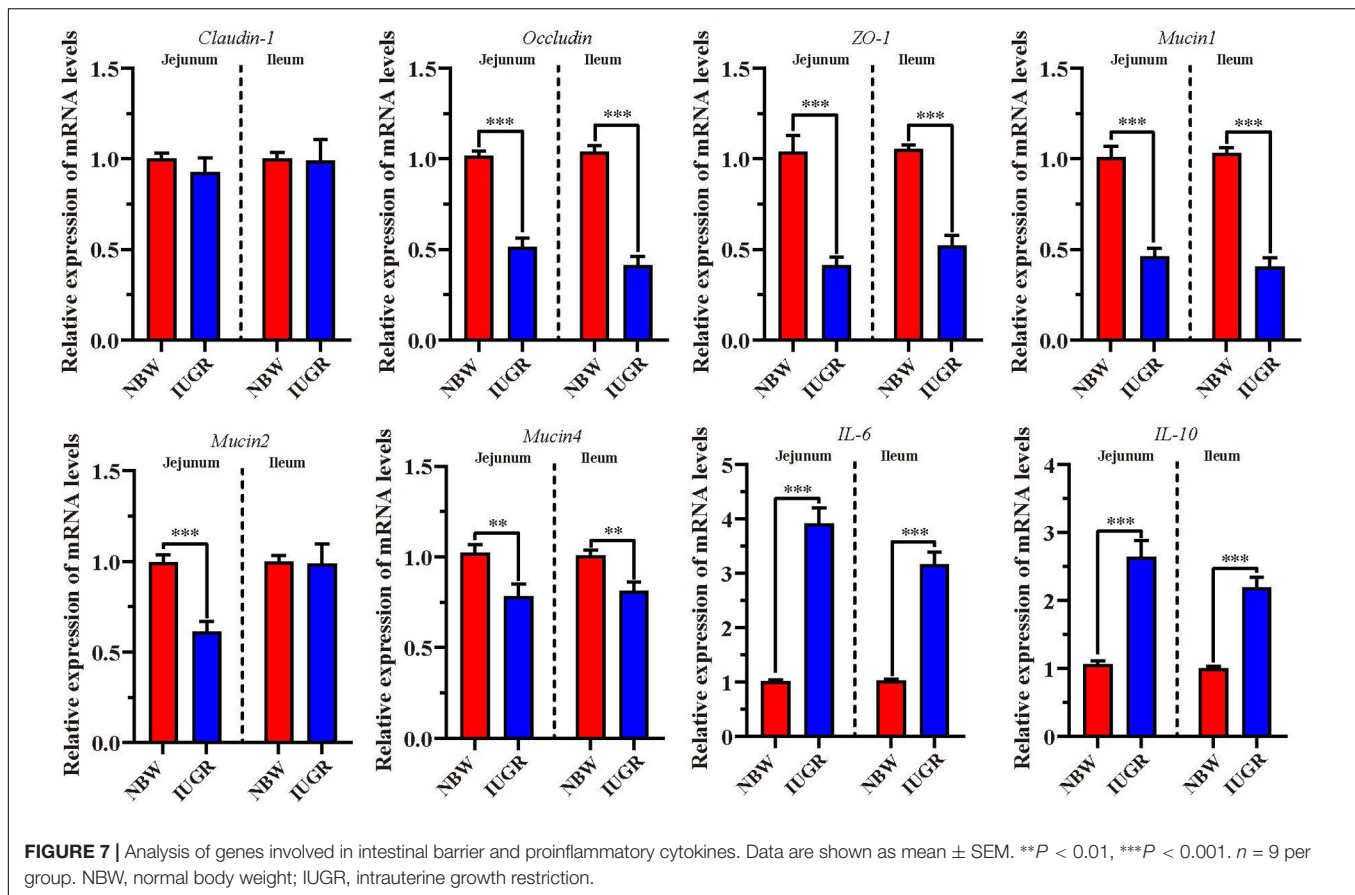 Claudin-1
Jejunum Ileum
Relative expression of mRNA levels
1.5
1.0
0.5
0.0
NBW IUGR NBW IUGR
Occludin
Jejunum Ileum
Relative expression of mRNA levels
1.5
1.0
0.5
0.0
*** ***
NBW IUGR NBW IUGR
ZO-1
Jejunum Ileum
Relative expression of mRNA levels
1.5
1.0
0.5
0.0
*** ***
NBW IUGR NBW IUGR
Mucin1
Jejunum Ileum
Relative expression of mRNA levels
1.5
1.0
0.5
0.0
*** ***
NBW IUGR NBW IUGR
Mucin2
Jejunum Ileum
Relative expression of mRNA levels
1.5
1.0
0.5
0.0
***
NBW IUGR NBW IUGR
Mucin4
Jejunum Ileum
Relative expression of mRNA levels
1.5
1.0
0.5
0.0
** **
NBW IUGR NBW IUGR
IL-6
Jejunum Ileum
Relative expression of mRNA levels
5
4
3
2
1
0
*** ***
NBW IUGR NBW IUGR
IL-10
Jejunum Ileum
Relative expression of mRNA levels
4
3
2
1
0
*** ***
NBW IUGR NBW IUGR
FIGURE 7 | Analysis of genes involved in intestinal barrier and proinflammatory cytokines. Data are shown as mean ± SEM. **P < 0.01, ***P < 0.001. n = 9 per
group. NBW, normal body weight; IUGR, intrauterine growth restriction.